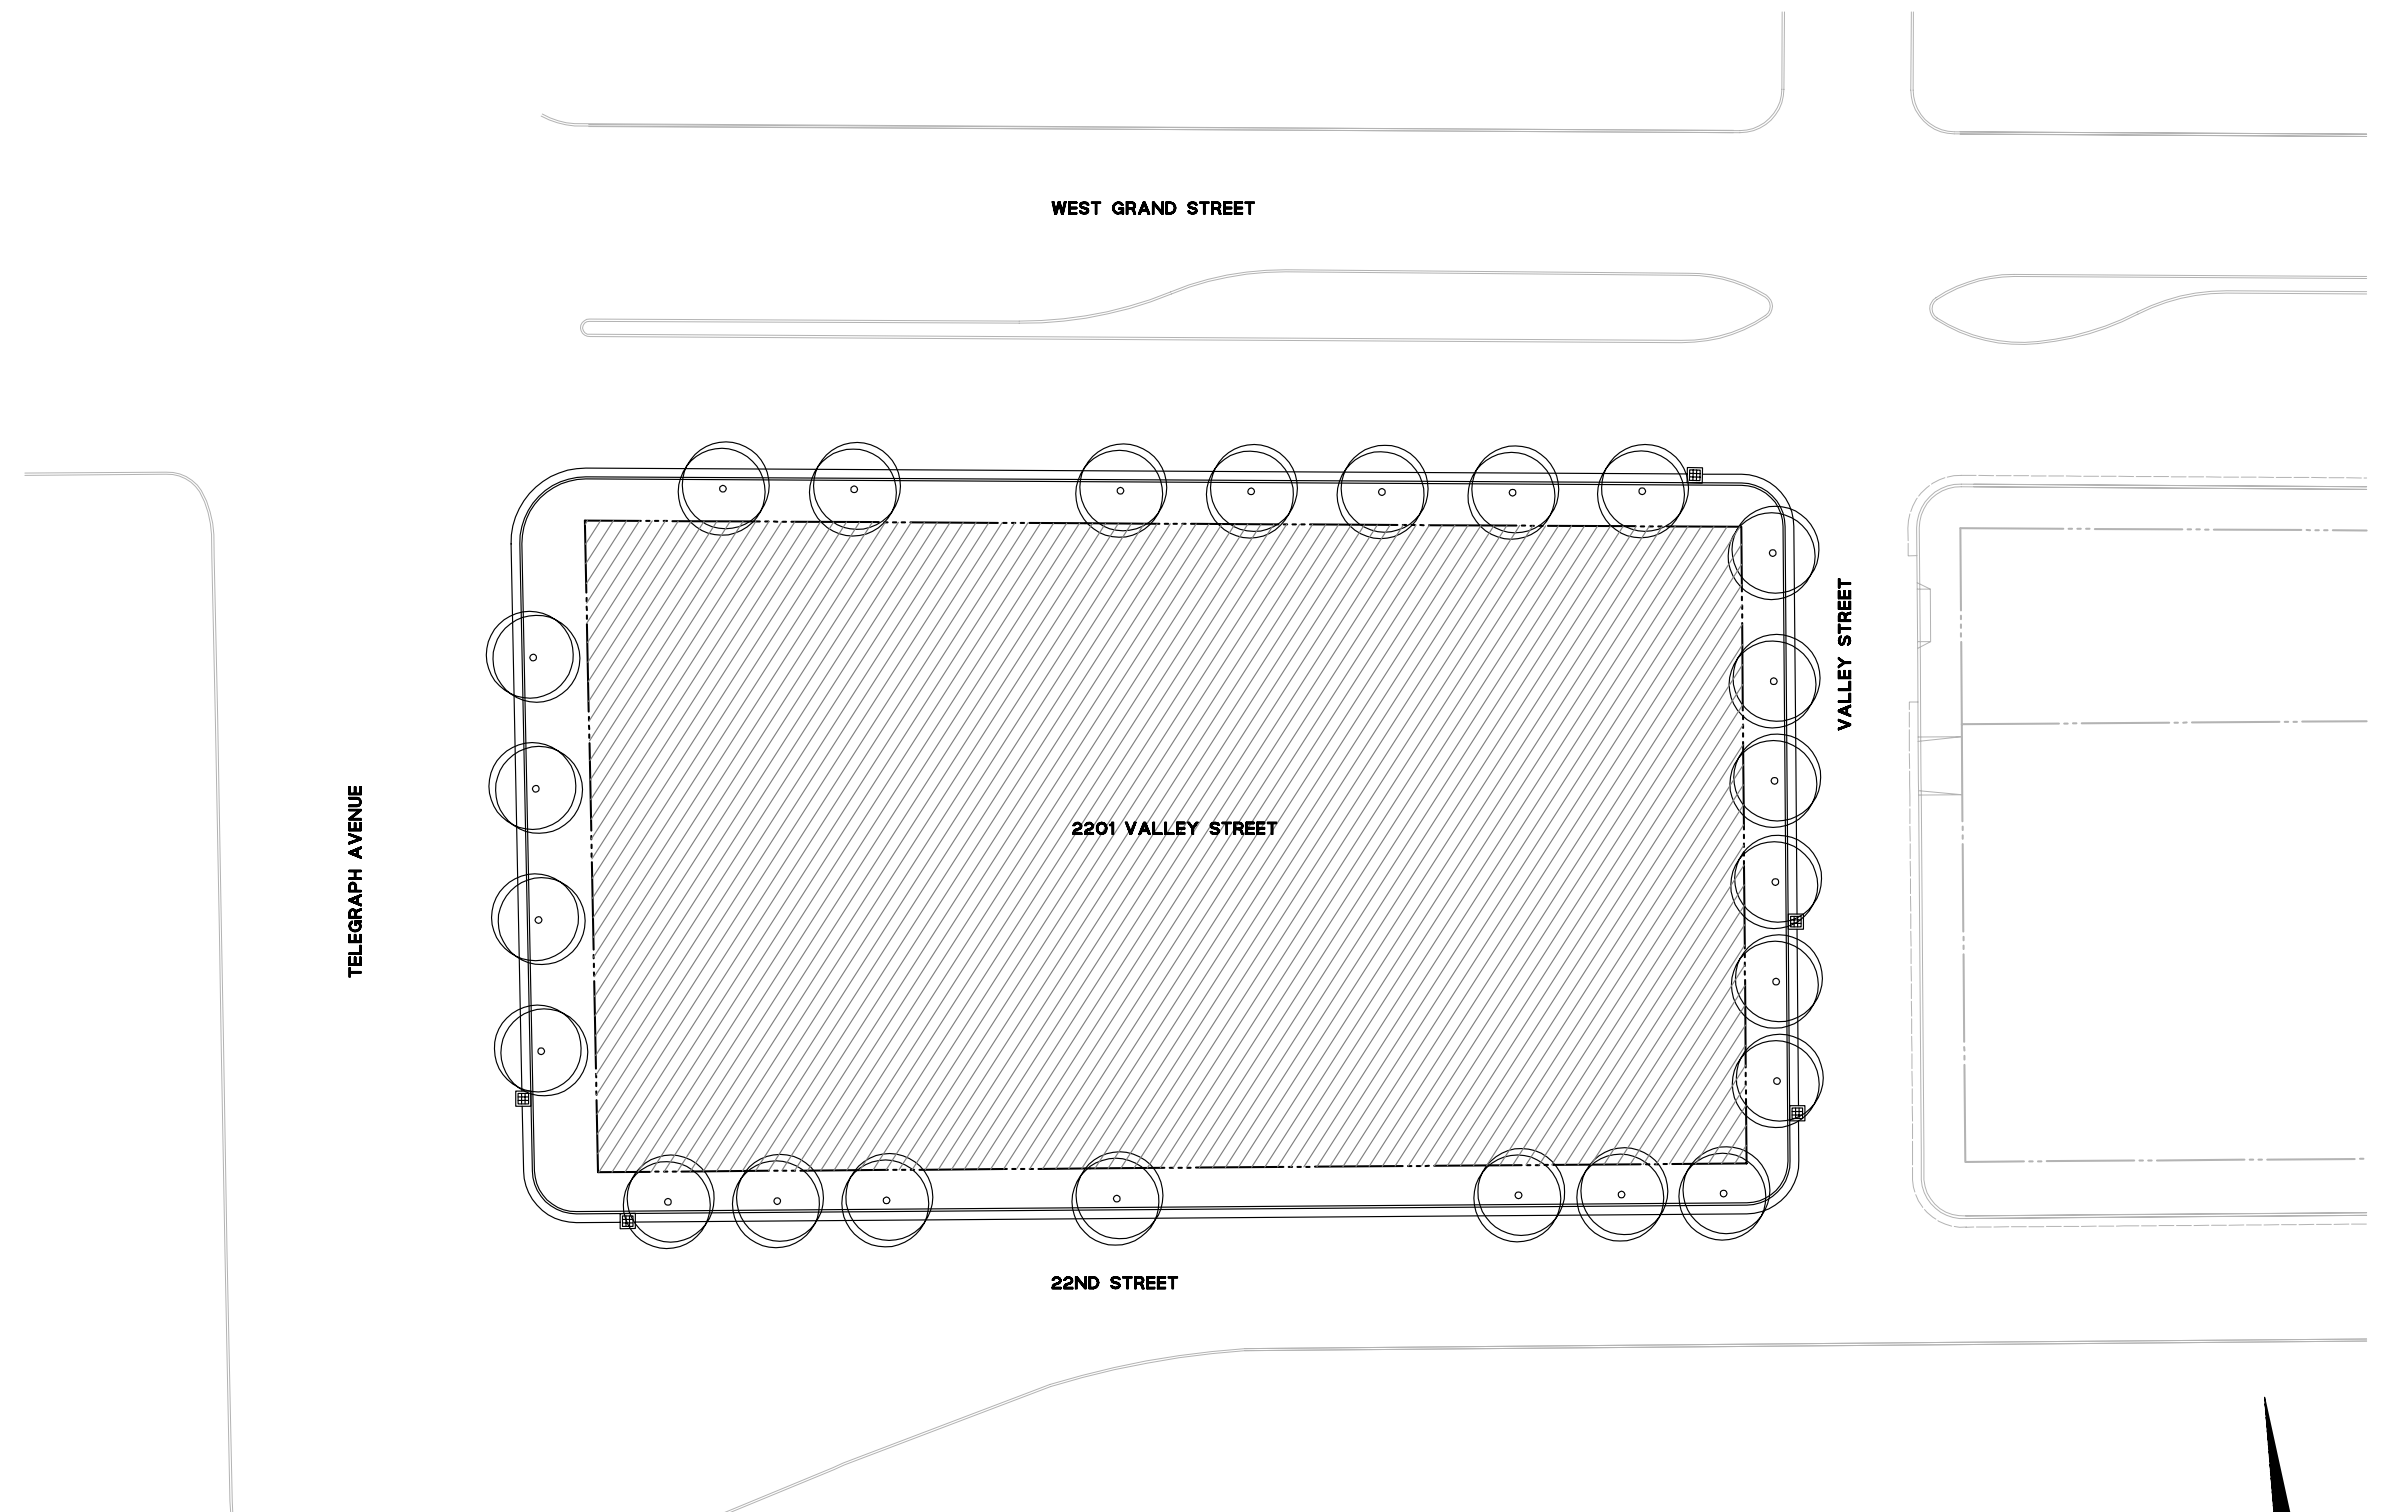 WEST GRAND STREET
VALLEY STREET
TELEGRAPH AVENUE
2201 VALLEY STREET
22ND STREET